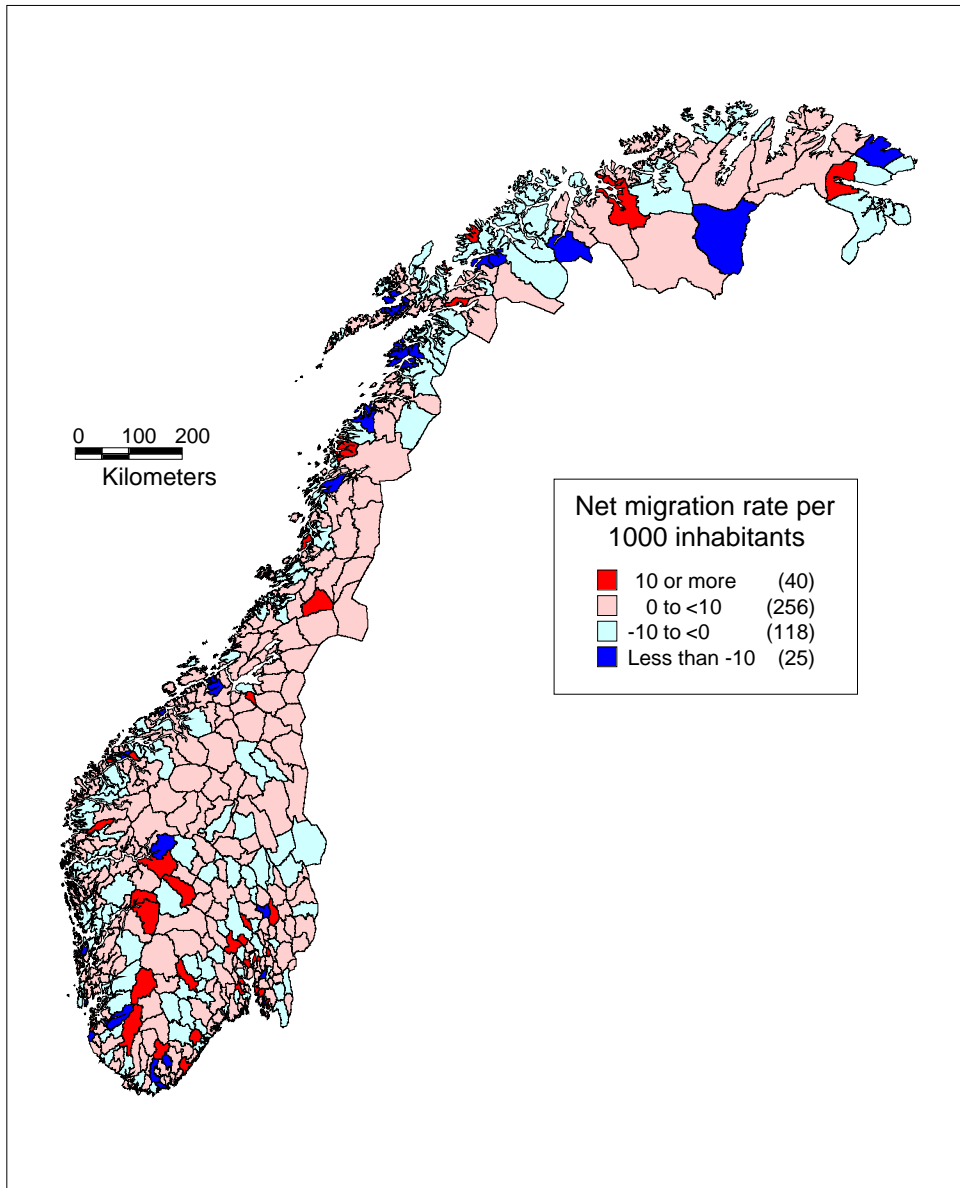 0 100 200
Kilometers
Net migration rate per
1000 inhabitants
10 or more (40)
0 to <10 (256)
-10 to <0 (118)
Less than -10 (25)